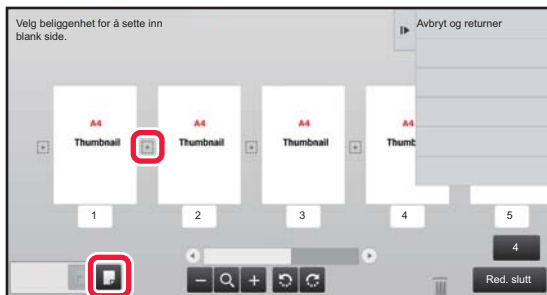 Velg beliggenhet for å sette inn
blank side.
Avbryt og returner
A4
Thumbnail
A4
Thumbnail
A4
Thumbnail
A4
Thumb
1
2
3
4
5
4
Red. slutt